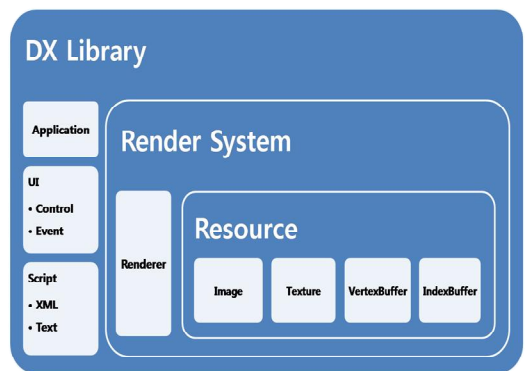 DX Library
Application
UI
• Control
• Event
Script
• XML
• Text
Render System
Renderer
Resource
Image
Texture
VertexBuffer
IndexBuffer